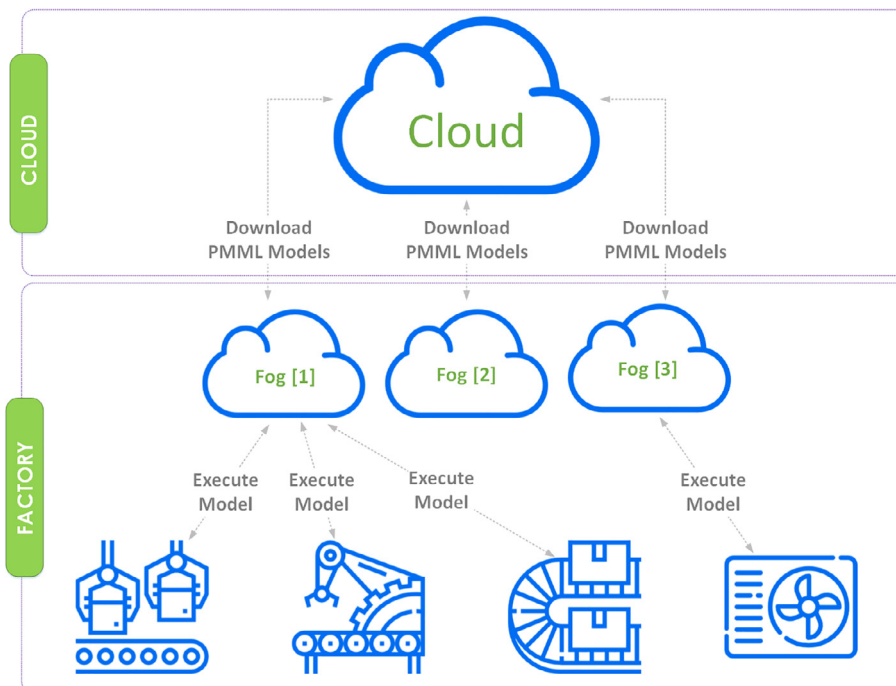 CLOUD
Cloud
Download
PMML Models
Download
PMML Models
Download
PMML Models
FACTORY
Fog [1]
Fog [2]
Fog [3]
Execute
Model
Execute
Model
Execute
Model
Execute
Model